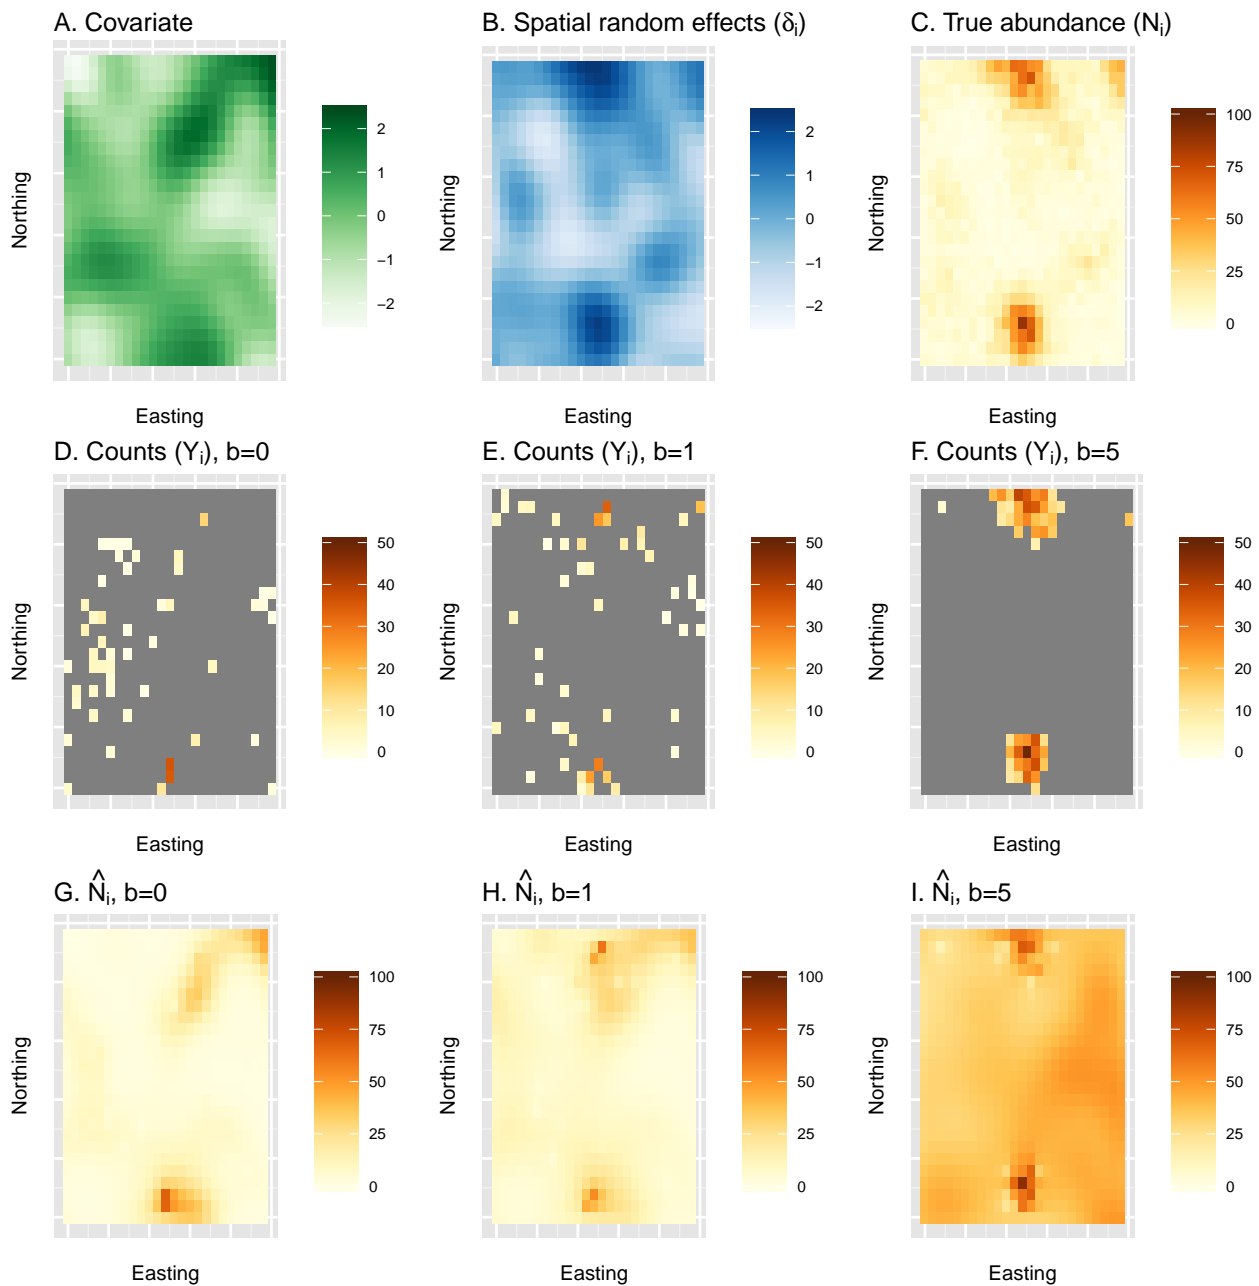 A. Covariate
Northing
2
1
0
−1
−2
Easting
B. Spatial random effects (δi)
Northing
2
1
0
−1
−2
Easting
C. True abundance (Ni)
Northing
100
75
50
25
0
Easting
D. Counts (Yi), b=0
Northing
50
40
30
20
10
0
Easting
E. Counts (Yi), b=1
Northing
50
40
30
20
10
0
Easting
F. Counts (Yi), b=5
Northing
50
40
30
20
10
0
Easting
G. N̂i, b=0
Northing
100
75
50
25
0
Easting
H. N̂i, b=1
Northing
100
75
50
25
0
Easting
I. N̂i, b=5
Northing
100
75
50
25
0
Easting